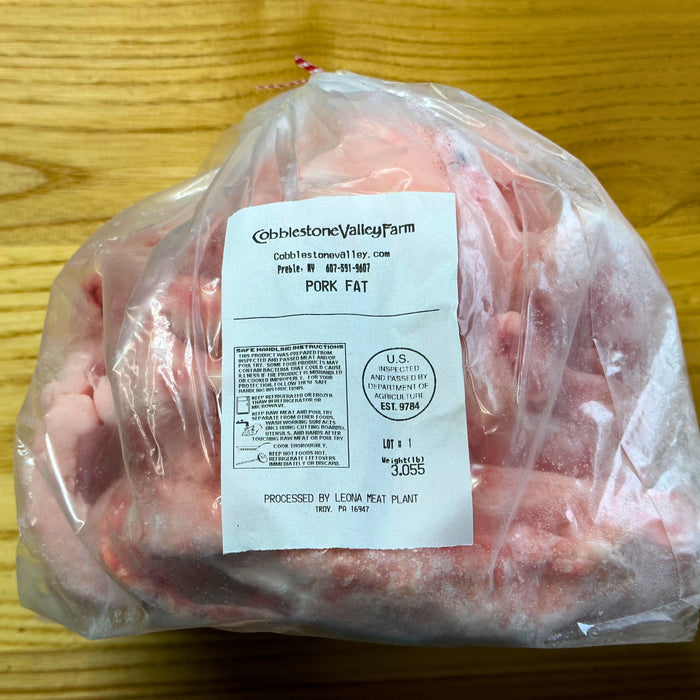 CobblestoneValleyFarm
Cobblestonevalley.com
Preble, NY 607-591-9607
PORK FAT
SAFE HANDLING INSTRUCTIONS
THIS PRODUCT WAS PREPARED FROM
INSPECTED AND PASSED MEAT AND/OR
POULTRY. SOME FOOD PRODUCTS MAY
CONTAIN BACTERIA THAT COULD CAUSE
ILLNESS IF THE PRODUCT IS MISHANDLED
OR COOKED IMPROPERLY. FOR YOUR
PROTECTION, FOLLOW THESE SAFE
HANDLING INSTRUCTIONS.
KEEP REFRIGERATED OR FROZEN.
THAW IN REFRIGERATOR OR
MICROWAVE.
KEEP RAW MEAT AND POULTRY
SEPARATE FROM OTHER FOODS.
WASH WORKING SURFACES
(INCLUDING CUTTING BOARDS),
UTENSILS, AND HANDS AFTER
TOUCHING RAW MEAT OR POULTRY.
COOK THOROUGHLY.
KEEP HOT FOODS HOT.
REFRIGERATE LEFTOVERS
IMMEDIATELY OR DISCARD.
U.S.
INSPECTED
AND PASSED BY
DEPARTMENT OF
AGRICULTURE
EST. 9784
LOT # 1
Weight(lb)
3.055
PROCESSED BY LEONA MEAT PLANT
TROY, PA 16947